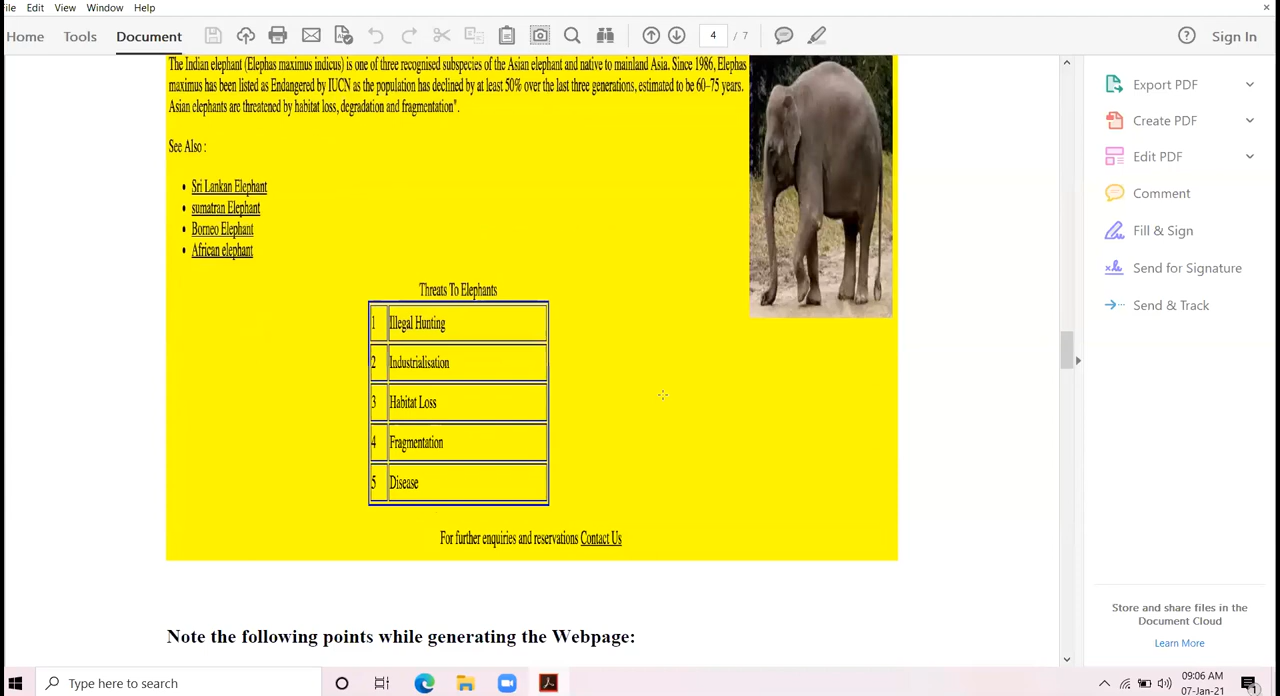 ile Edit View Window Help
Home Tools Document 4 / 7 Sign In
The Indian elephant (Elephas maximus indicus) is one of three recognised subspecies of the Asian elephant and native to mainland Asia. Since 1986, Elephas
maximus has been listed as Endangered by IUCN as the population has declined by at least 50% over the last three generations, estimated to be 60–75 years.
Asian elephants are threatened by habitat loss, degradation and fragmentation".
See Also :
• Sri Lankan Elephant
• sumatran Elephant
• Borneo Elephant
• African elephant
Threats To Elephants
1 Illegal Hunting
2 Industrialisation
3 Habitat Loss
4 Fragmentation
5 Disease
For further enquiries and reservations Contact Us
Note the following points while generating the Webpage:
Export PDF
Create PDF
Edit PDF
Comment
Fill & Sign
Send for Signature
Send & Track
Store and share files in the
Document Cloud
Learn More
Type here to search
09:06 AM
07-Jan-21
1